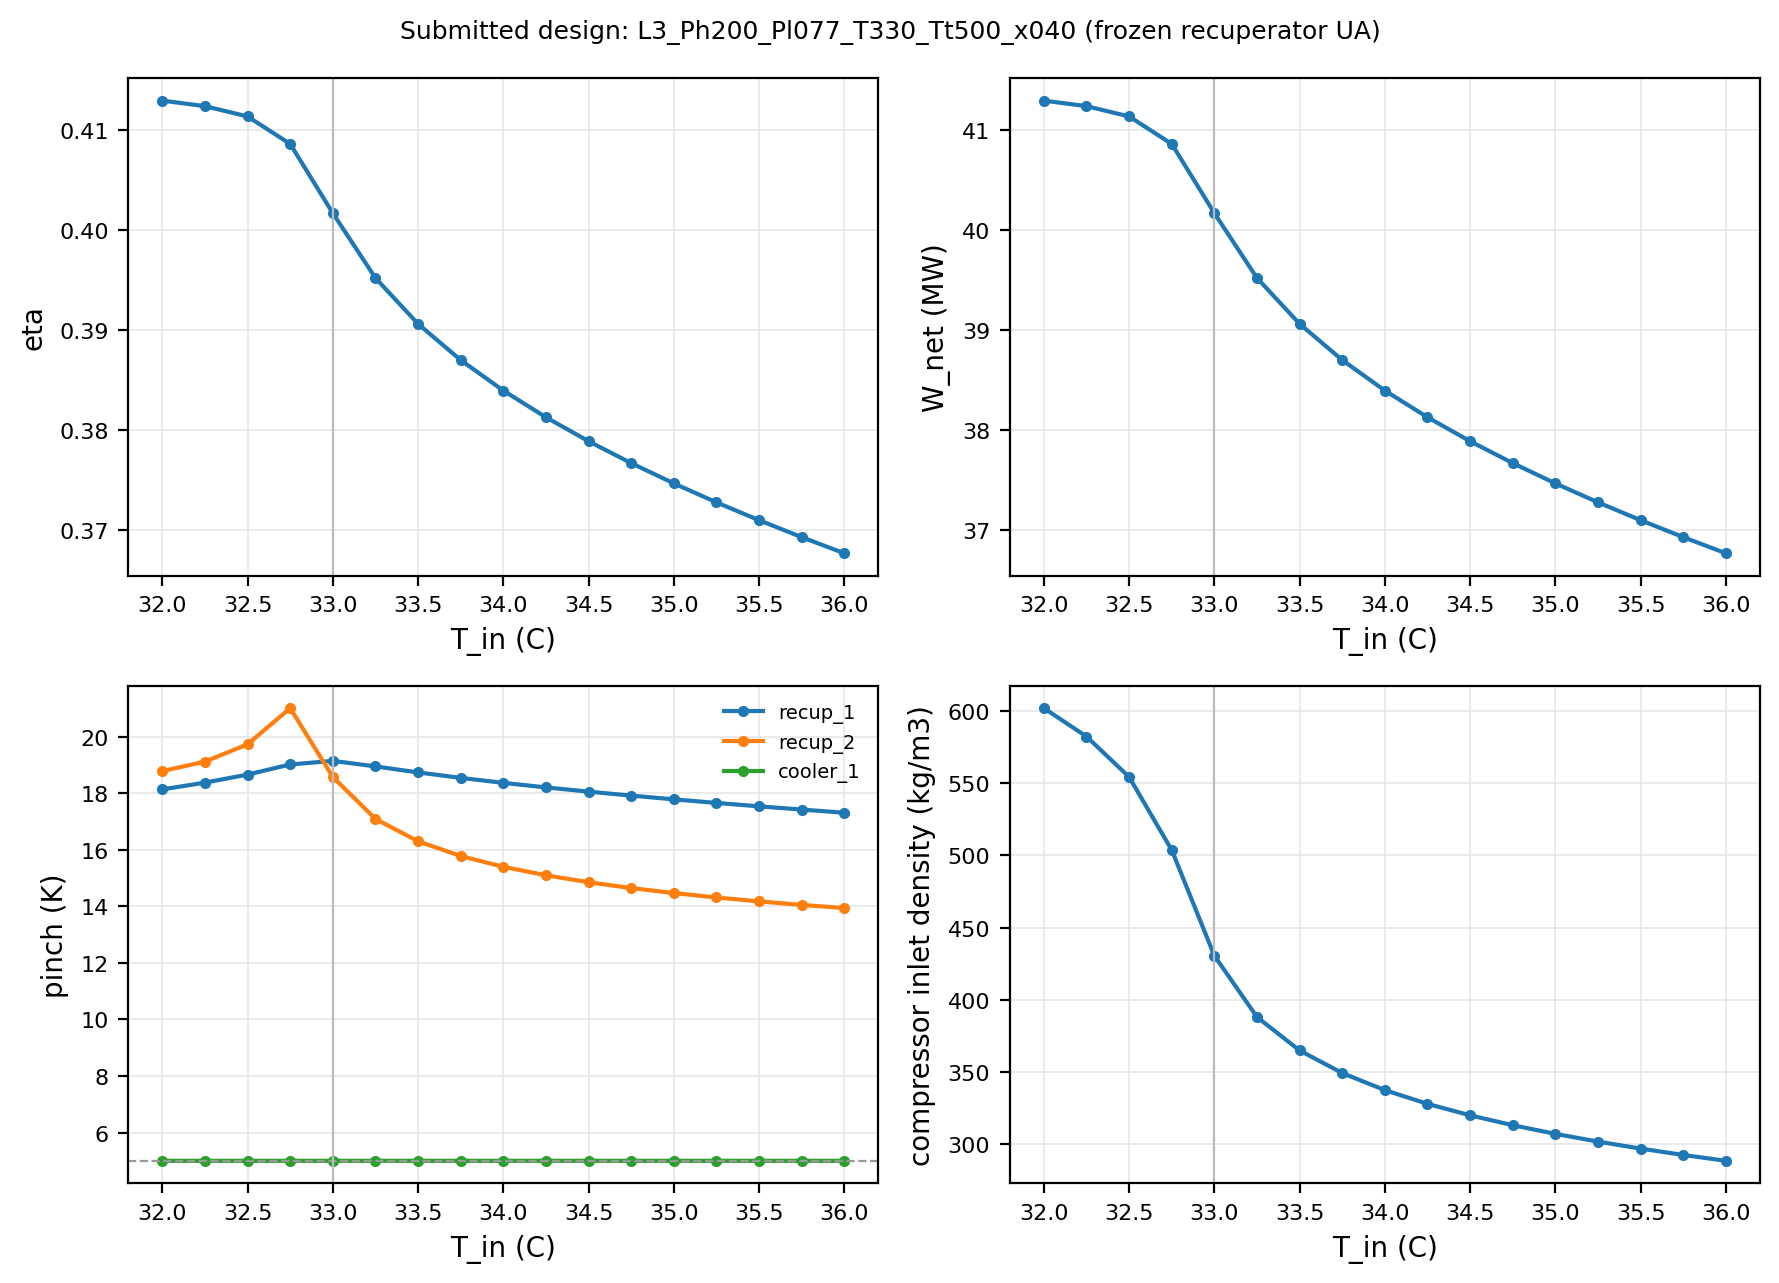 Submitted design: L3_Ph200_Pl077_T330_Tt500_x040 (frozen recuperator UA)
eta
0.41
0.40
0.39
0.38
0.37
32.0 32.5 33.0 33.5 34.0 34.5 35.0 35.5 36.0
T_in (C)
W_net (MW)
41
40
39
38
37
32.0 32.5 33.0 33.5 34.0 34.5 35.0 35.5 36.0
T_in (C)
pinch (K)
20
18
16
14
12
10
8
6
recup_1
recup_2
cooler_1
32.0 32.5 33.0 33.5 34.0 34.5 35.0 35.5 36.0
T_in (C)
compressor inlet density (kg/m3)
600
550
500
450
400
350
300
32.0 32.5 33.0 33.5 34.0 34.5 35.0 35.5 36.0
T_in (C)